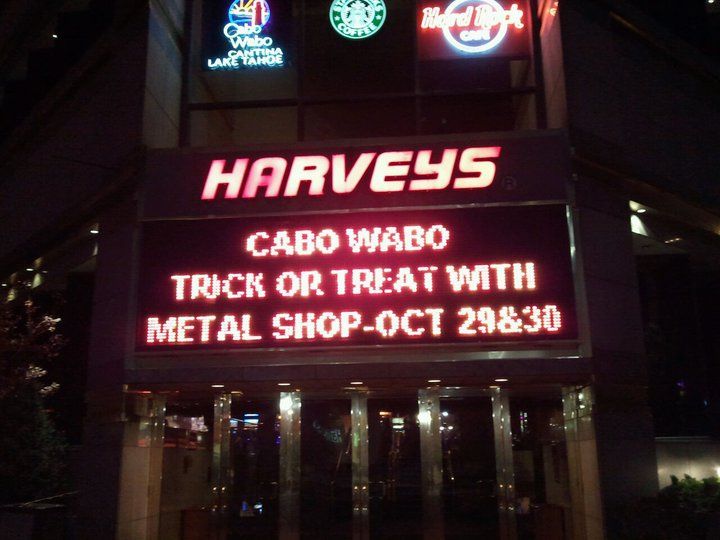 Cabo
Wabo
CANTINA
LAKE TAHOE
STARBUCKS
COFFEE
Hard Rock
CAFE
HARVEYS®
CABO WABO
TRICK OR TREAT WITH
METAL SHOP-OCT 29&30